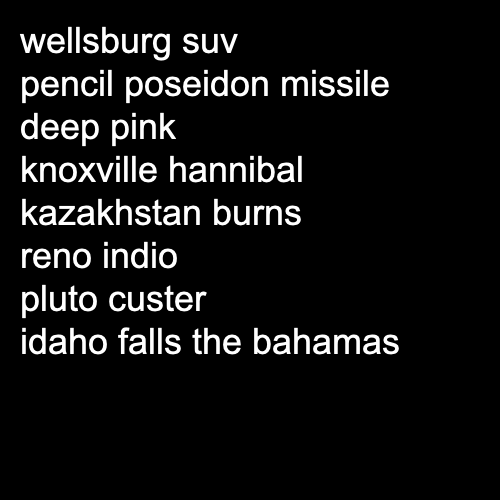 wellsburg suv
pencil poseidon missile
deep pink
knoxville hannibal
kazakhstan burns
reno indio
pluto custer
idaho falls the bahamas